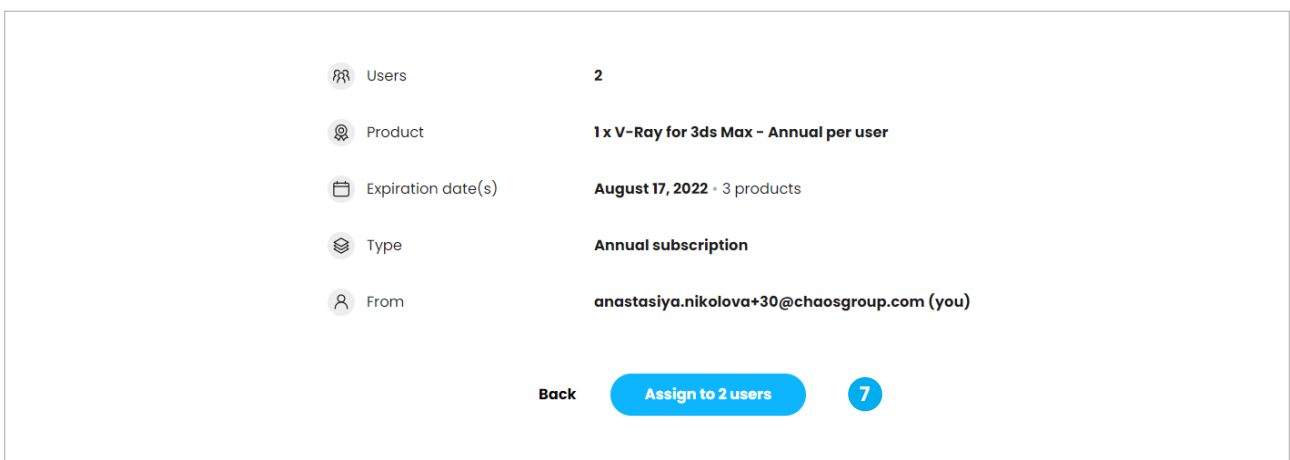 Users 2
Product 1 x V-Ray for 3ds Max - Annual per user
Expiration date(s) August 17, 2022 • 3 products
Type Annual subscription
From anastasiya.nikolova+30@chaosgroup.com (you)
Back Assign to 2 users 7